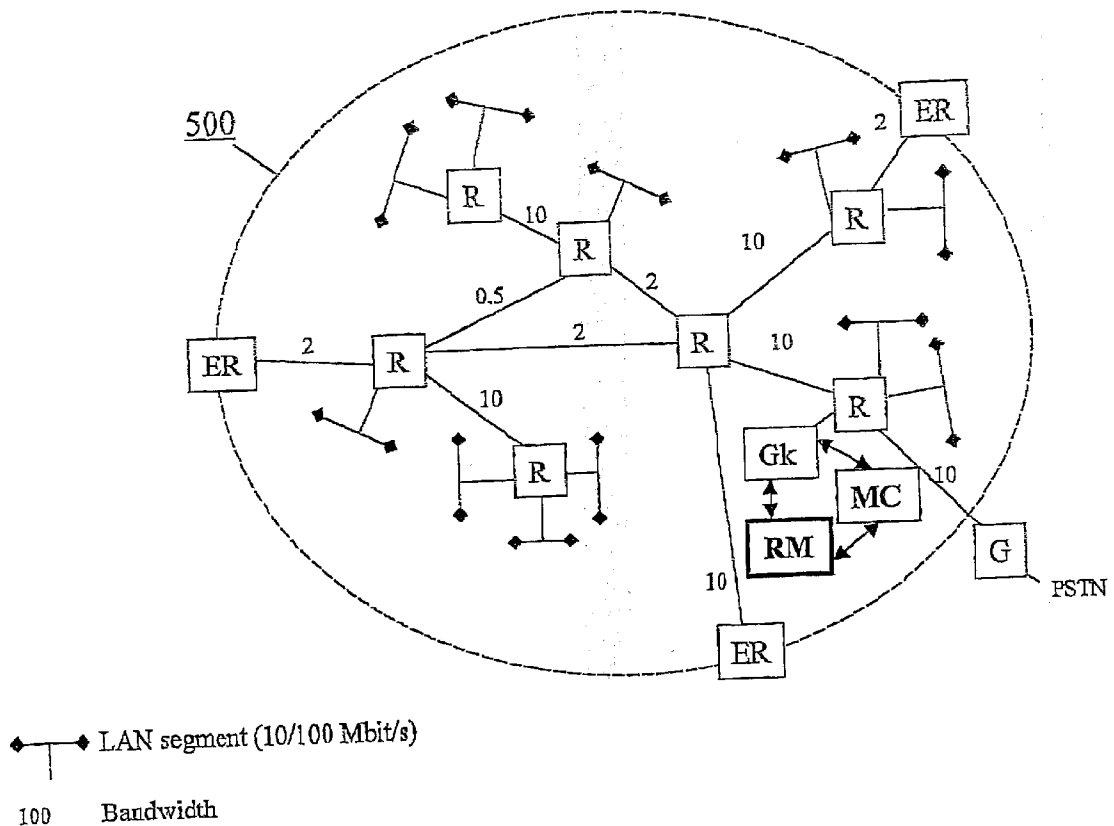 500
ER
2
R
10
R
R
10
0.5
2
R
ER
2
R
2
10
10
R
R
Gk
MC
10
RM
G
10
PSTN
ER
LAN segment (10/100 Mbit/s)
100 Bandwidth